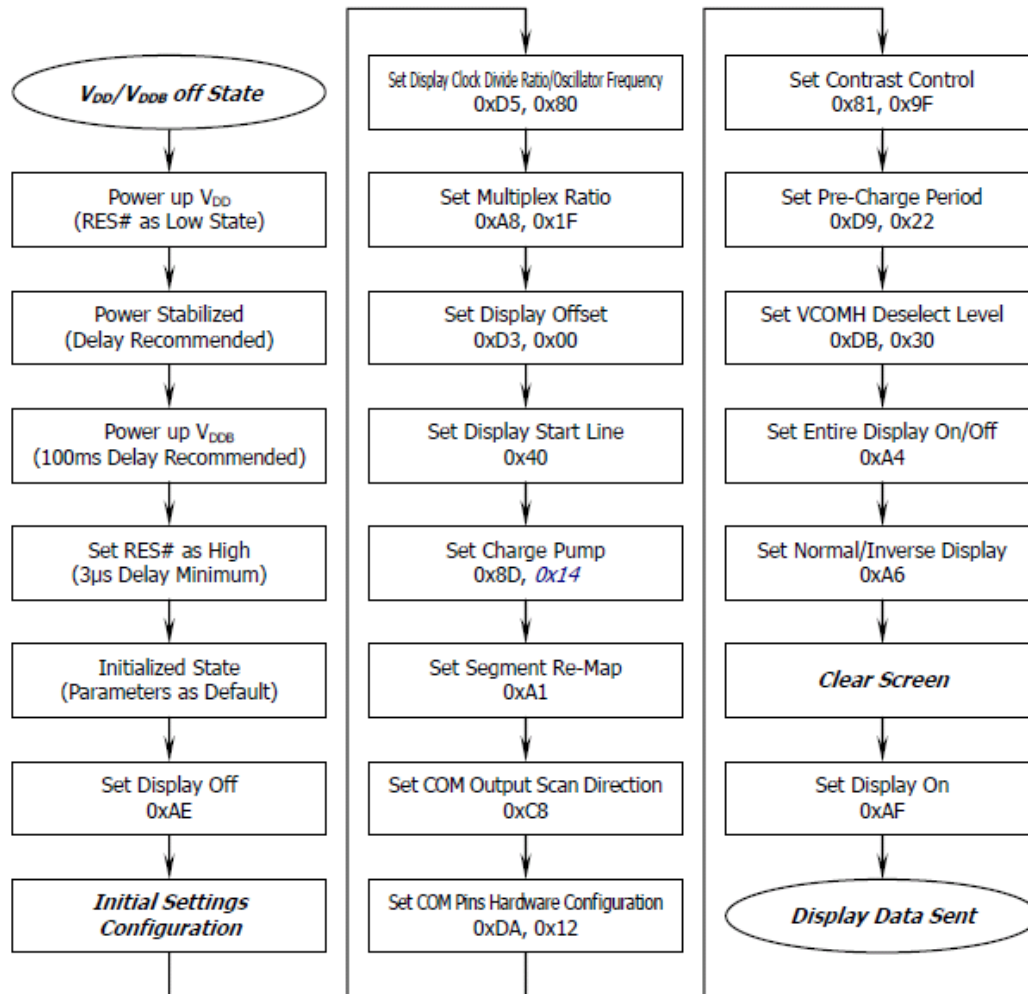 V_DD/V_DDB off State
Power up V_DD
(RES# as Low State)
Power Stabilized
(Delay Recommended)
Power up V_DDB
(100ms Delay Recommended)
Set RES# as High
(3μs Delay Minimum)
Initialized State
(Parameters as Default)
Set Display Off
0xAE
Initial Settings
Configuration
Set Display Clock Divide Ratio/Oscillator Frequency
0xD5, 0x80
Set Multiplex Ratio
0xA8, 0x1F
Set Display Offset
0xD3, 0x00
Set Display Start Line
0x40
Set Charge Pump
0x8D, 0x14
Set Segment Re-Map
0xA1
Set COM Output Scan Direction
0xC8
Set COM Pins Hardware Configuration
0xDA, 0x12
Set Contrast Control
0x81, 0x9F
Set Pre-Charge Period
0xD9, 0x22
Set VCOMH Deselect Level
0xDB, 0x30
Set Entire Display On/Off
0xA4
Set Normal/Inverse Display
0xA6
Clear Screen
Set Display On
0xAF
Display Data Sent